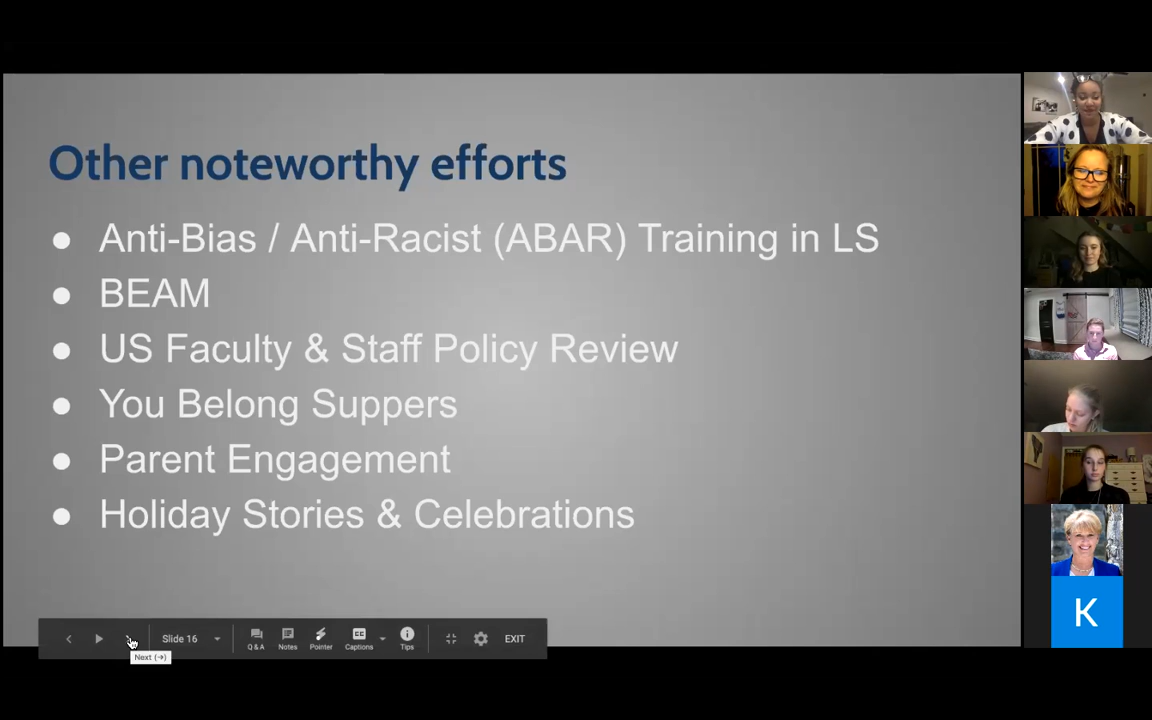 Other noteworthy efforts
● Anti-Bias / Anti-Racist (ABAR) Training in LS
● BEAM
● US Faculty & Staff Policy Review
● You Belong Suppers
● Parent Engagement
● Holiday Stories & Celebrations
Slide 16
Q & A
Notes
Pointer
CC
Captions
Tips
EXIT
Next (→)
K